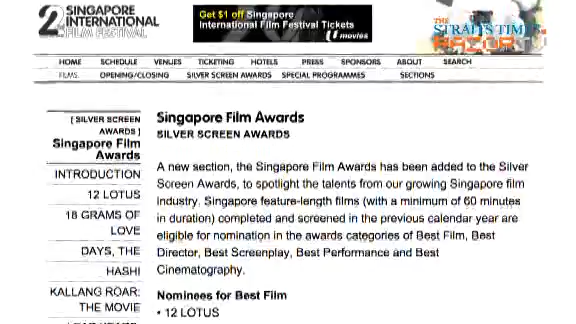 2
SINGAPORE
INTERNATIONAL
FILM FESTIVAL
Get $1 off Singapore
International Film Festival Tickets
movies
THE
STRAITS TIMES
RAZOR
HOME SCHEDULE VENUES TICKETING HOTELS PRESS SPONSORS ABOUT SEARCH
FILMS OPENING/CLOSING SILVER SCREEN AWARDS SPECIAL PROGRAMMES SECTIONS
[ SILVER SCREEN
AWARDS ]
Singapore Film
Awards
INTRODUCTION
12 LOTUS
18 GRAMS OF
LOVE
DAYS, THE
HASHI
KALLANG ROAR:
THE MOVIE
Singapore Film Awards
SILVER SCREEN AWARDS
A new section, the Singapore Film Awards has been added to the Silver
Screen Awards, to spotlight the talents from our growing Singapore film
industry. Singapore feature-length films (with a minimum of 60 minutes
in duration) completed and screened in the previous calendar year are
eligible for nomination in the awards categories of Best Film, Best
Director, Best Screenplay, Best Performance and Best
Cinematography.
Nominees for Best Film
• 12 LOTUS